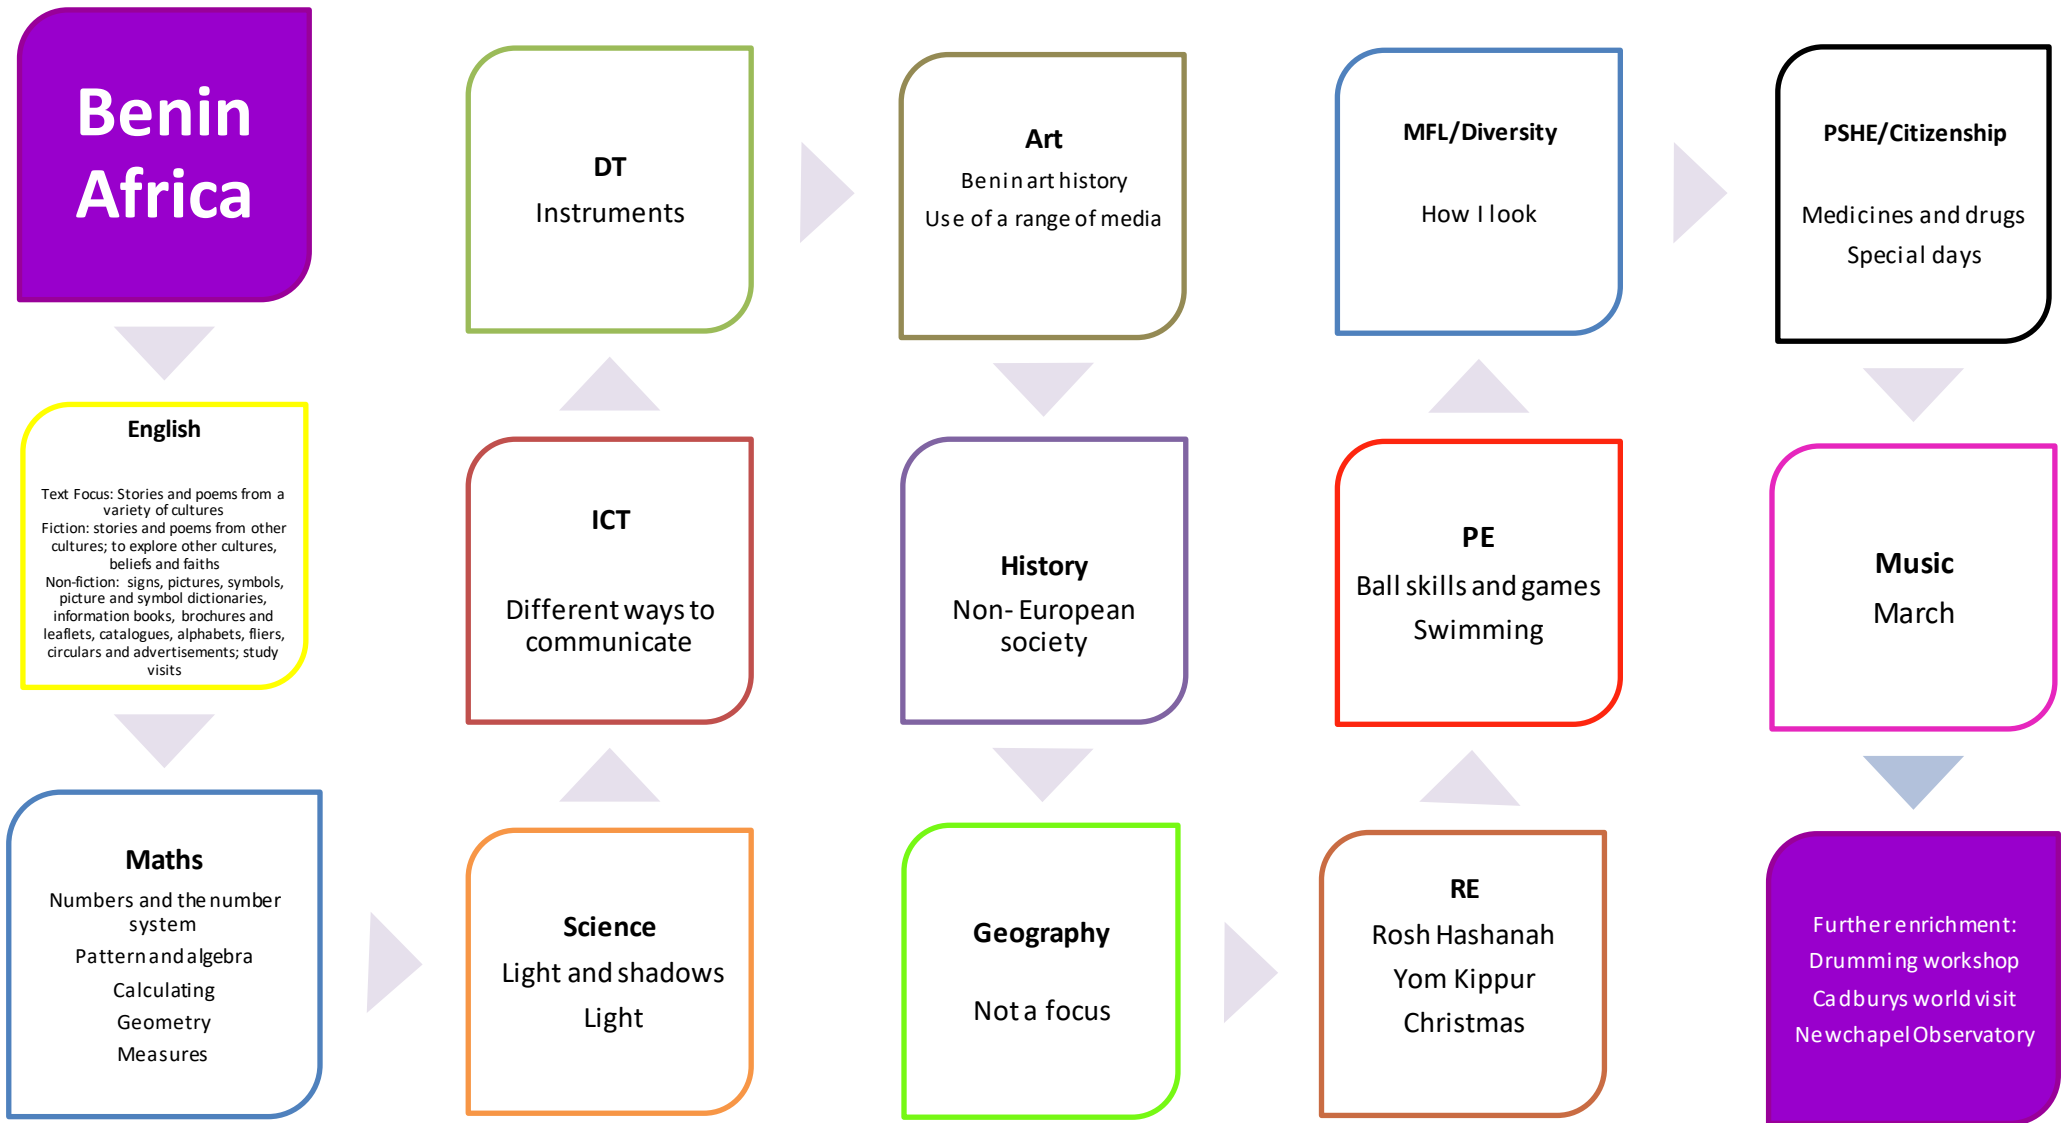 Benin
Africa
English
Text Focus: Stories and poems from a
variety of cultures
Fiction: stories and poems from other
cultures; to explore other cultures,
beliefs and faiths
Non-fiction: signs, pictures, symbols,
picture and symbol dictionaries,
information books, brochures and
leaflets, catalogues, alphabets, fliers,
circulars and advertisements; study
visits
Maths
Numbers and the number
system
Pattern and algebra
Calculating
Geometry
Measures
Science
Light and shadows
Light
ICT
Different ways to
communicate
DT
Instruments
Art
Benin art history
Use of a range of media
History
Non- European
society
Geography
Not a focus
RE
Rosh Hashanah
Yom Kippur
Christmas
PE
Ball skills and games
Swimming
MFL/Diversity
How I look
PSHE/Citizenship
Medicines and drugs
Special days
Music
March
Further enrichment:
Drumming workshop
Cadburys world visit
Newchapel Observatory